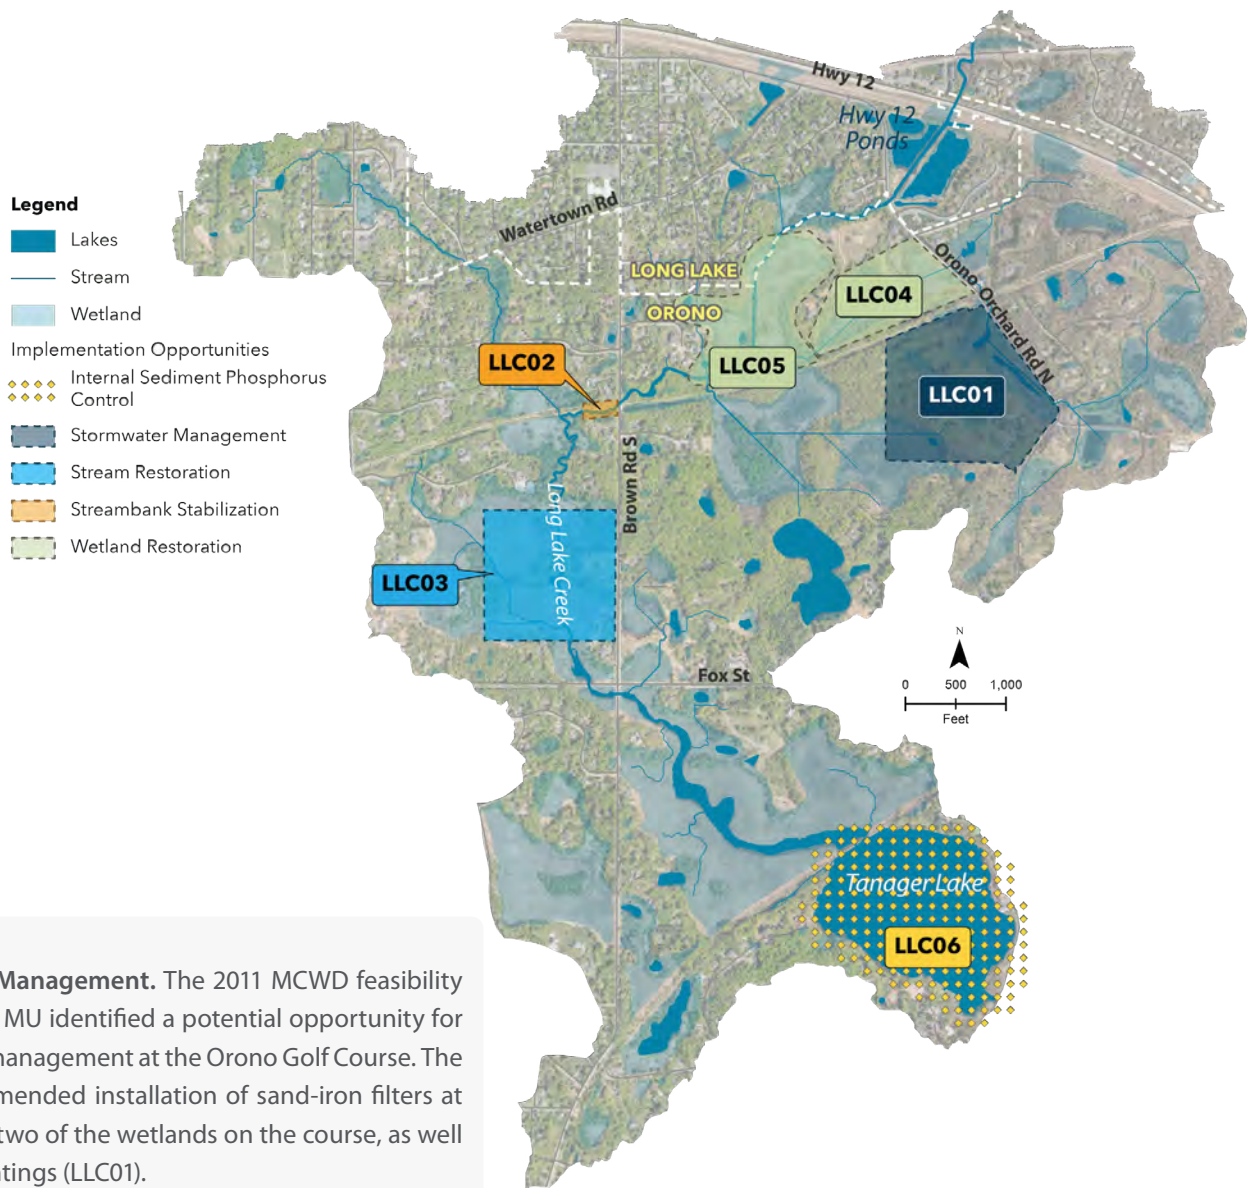 Hwy 12
Hwy 12
Ponds
Legend
Lakes
Stream
Wetland
Implementation Opportunities
Internal Sediment Phosphorus
Control
Stormwater Management
Stream Restoration
Streambank Stabilization
Wetland Restoration
Watertown Rd
LONG LAKE
ORONO
LLC04
Orono Orchard Rd N
LLC02
LLC05
LLC01
Brown Rd S
Long Lake Creek
LLC03
Fox St
N
0 500 1,000
Feet
Tanager Lake
LLC06
Management. The 2011 MCWD feasibility
MU identified a potential opportunity for
management at the Orono Golf Course. The
mended installation of sand-iron filters at
two of the wetlands on the course, as well
tings (LLC01).